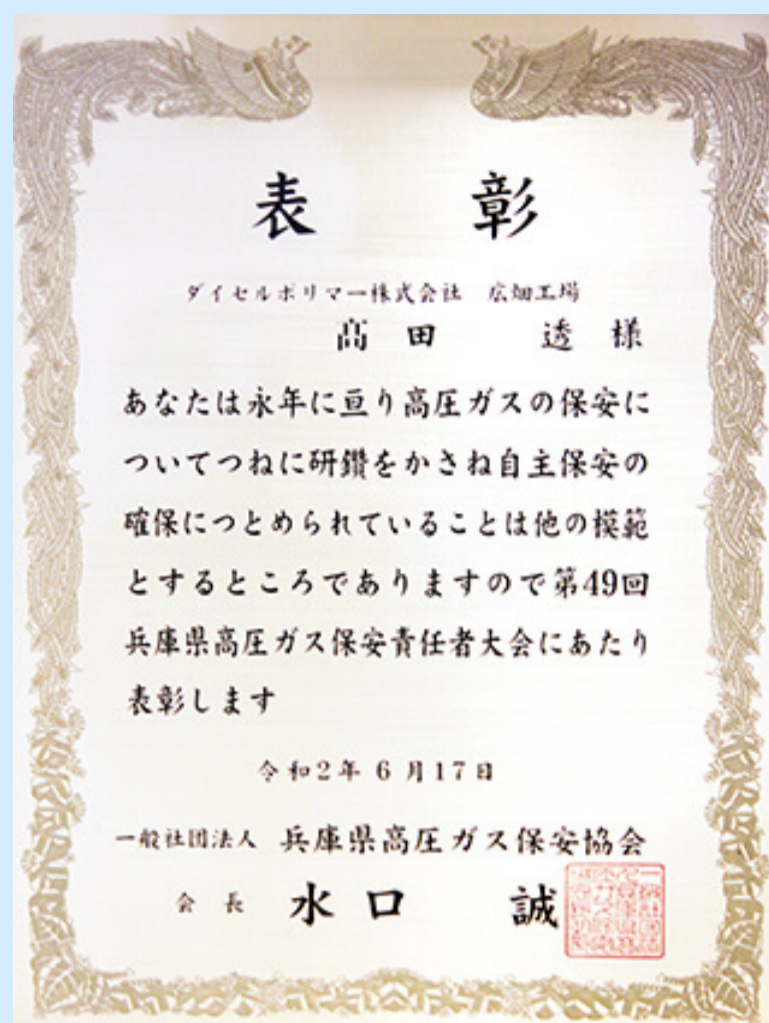 表彰
ダイセルポリマー株式会社 広畑工場
髙田 透 様
あなたは永年に亘り高圧ガスの保安に
ついてつねに研鑽をかさね自主保安の
確保につとめられていることは他の模範
とするところでありますので第49回
兵庫県高圧ガス保安責任者大会にあたり
表彰します
令和2年6月17日
一般社団法人 兵庫県高圧ガス保安協会
会長 水口 誠